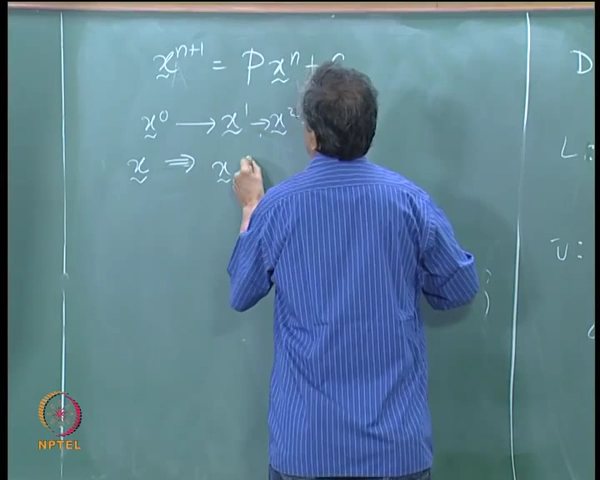 x̰ⁿ⁺¹ = P x̰ⁿ +
x̰⁰ → x̰¹ → x̰²
x̰ ⇒ x̰
D
L:
U:
NPTEL